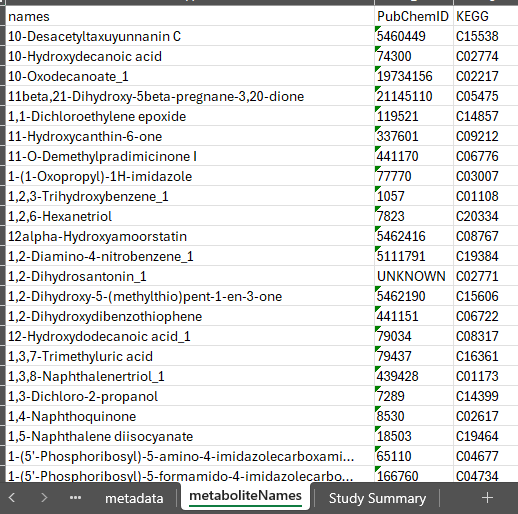 names PubChemID KEGG
10-Desacetyltaxuyunnanin C 5460449 C15538
10-Hydroxydecanoic acid 74300 C02774
10-Oxodecanoate_1 19734156 C02217
11beta,21-Dihydroxy-5beta-pregnane-3,20-dione 21145110 C05475
1,1-Dichloroethylene epoxide 119521 C14857
11-Hydroxycanthin-6-one 337601 C09212
11-O-Demethylpradimicinone I 441170 C06776
1-(1-Oxopropyl)-1H-imidazole 77770 C03007
1,2,3-Trihydroxybenzene_1 1057 C01108
1,2,6-Hexanetriol 7823 C20334
12alpha-Hydroxyamoorstatin 5462416 C08767
1,2-Diamino-4-nitrobenzene_1 5111791 C19384
1,2-Dihydrosantonin_1 UNKNOWN C02771
1,2-Dihydroxy-5-(methylthio)pent-1-en-3-one 5462190 C15606
1,2-Dihydroxydibenzothiophene 441151 C06722
12-Hydroxydodecanoic acid_1 79034 C08317
1,3,7-Trimethyluric acid 79437 C16361
1,3,8-Naphthalenertriol_1 439428 C01173
1,3-Dichloro-2-propanol 7289 C14399
1,4-Naphthoquinone 8530 C02617
1,5-Naphthalene diisocyanate 18503 C19464
1-(5'-Phosphoribosyl)-5-amino-4-imidazolecarboxami... 65110 C04677
1-(5'-Phosphoribosyl)-5-formamido-4-imidazolecarbo... 166760 C04734
metadata metaboliteNames Study Summary